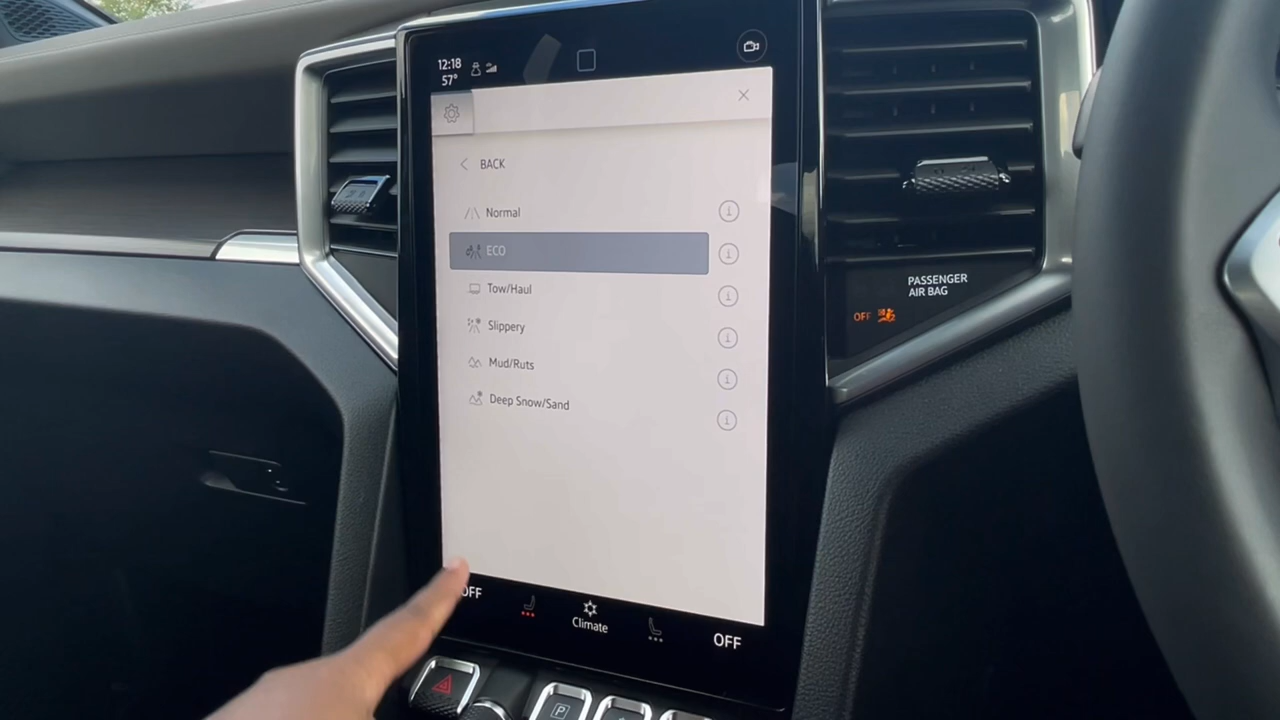 12:18
57°
BACK
Normal
ECO
Tow/Haul
Slippery
Mud/Ruts
Deep Snow/Sand
PASSENGER
AIR BAG
OFF
OFF
Climate
OFF
P